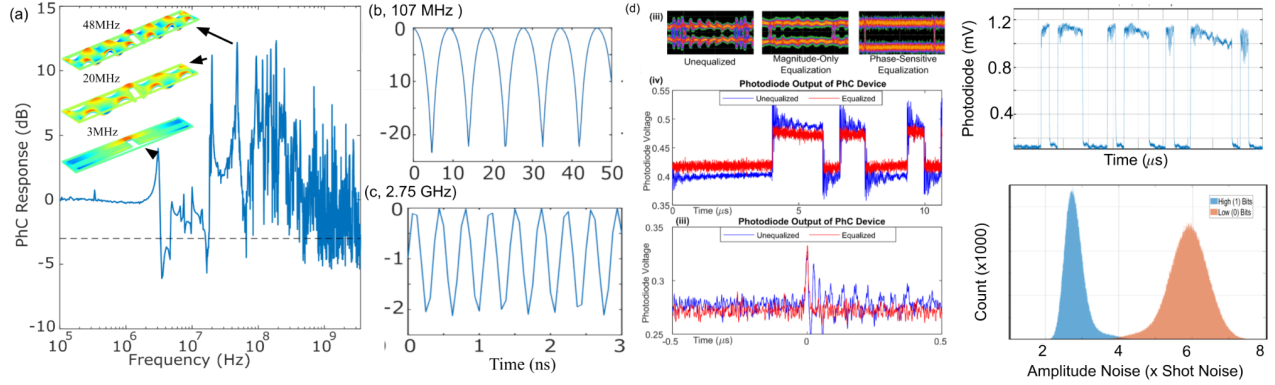 (a)
48MHz
20MHz
3MHz
PhC Response (dB)
15
10
5
0
-5
-10
10^5
10^6
10^7
10^8
10^9
Frequency (Hz)
(b, 107 MHz )
0
-10
-20
0
10
20
30
40
50
(c, 2.75 GHz)
0
-1
-2
0
1
2
3
Time (ns)
(d)
(iii)
Unequalized
Magnitude-Only
Equalization
Phase-Sensitive
Equalization
(iv)
Photodiode Output of PhC Device
Unequalized
Equalized
Photodiode Voltage
0.55
0.5
0.45
0.4
0.35
0
5
10
Time (μs)
(iii)
Photodiode Output of PhC Device
Unequalized
Equalized
Photodiode Voltage
0.35
0.3
0.25
-0.5
0
0.5
Time (μs)
Photodiode (mV)
1.2
0.8
0.4
Time (μs)
High (1) Bits
Low (0) Bits
Count (x1000)
2
4
6
8
Amplitude Noise (x Shot Noise)